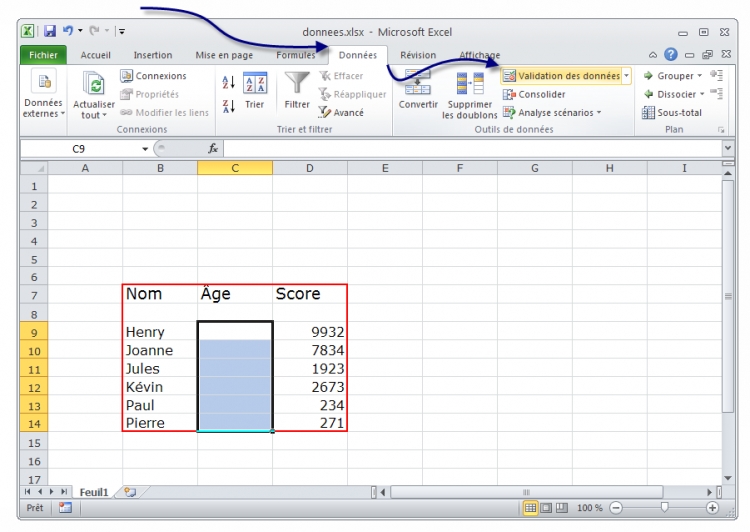 donnees.xlsx - Microsoft Excel
Fichier Accueil Insertion Mise en page Formules Données Révision Affichage
Données externes
Actualiser tout
Connexions
Propriétés
Modifier les liens
Connexions
Trier
Filtrer
Effacer
Réappliquer
Avancé
Trier et filtrer
Convertir
Supprimer les doublons
Validation des données
Consolider
Analyse scénarios
Outils de données
Grouper
Dissocier
Sous-total
Plan
C9 fx
A B C D E F G H I
1
2
3
4
5
6
7 Nom Âge Score
8
9 Henry 9932
10 Joanne 7834
11 Jules 1923
12 Kévin 2673
13 Paul 234
14 Pierre 271
15
16
17
Feuil1
Prêt 100 %